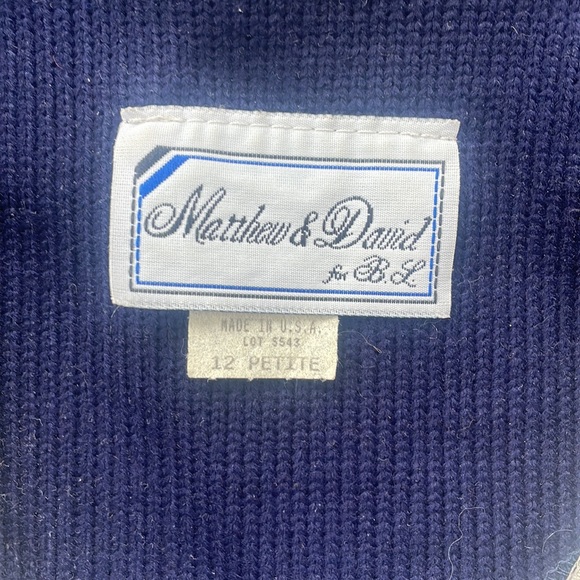 Matthew & David
for B.L
MADE IN U.S.A.
LOT 5543
12 PETITE